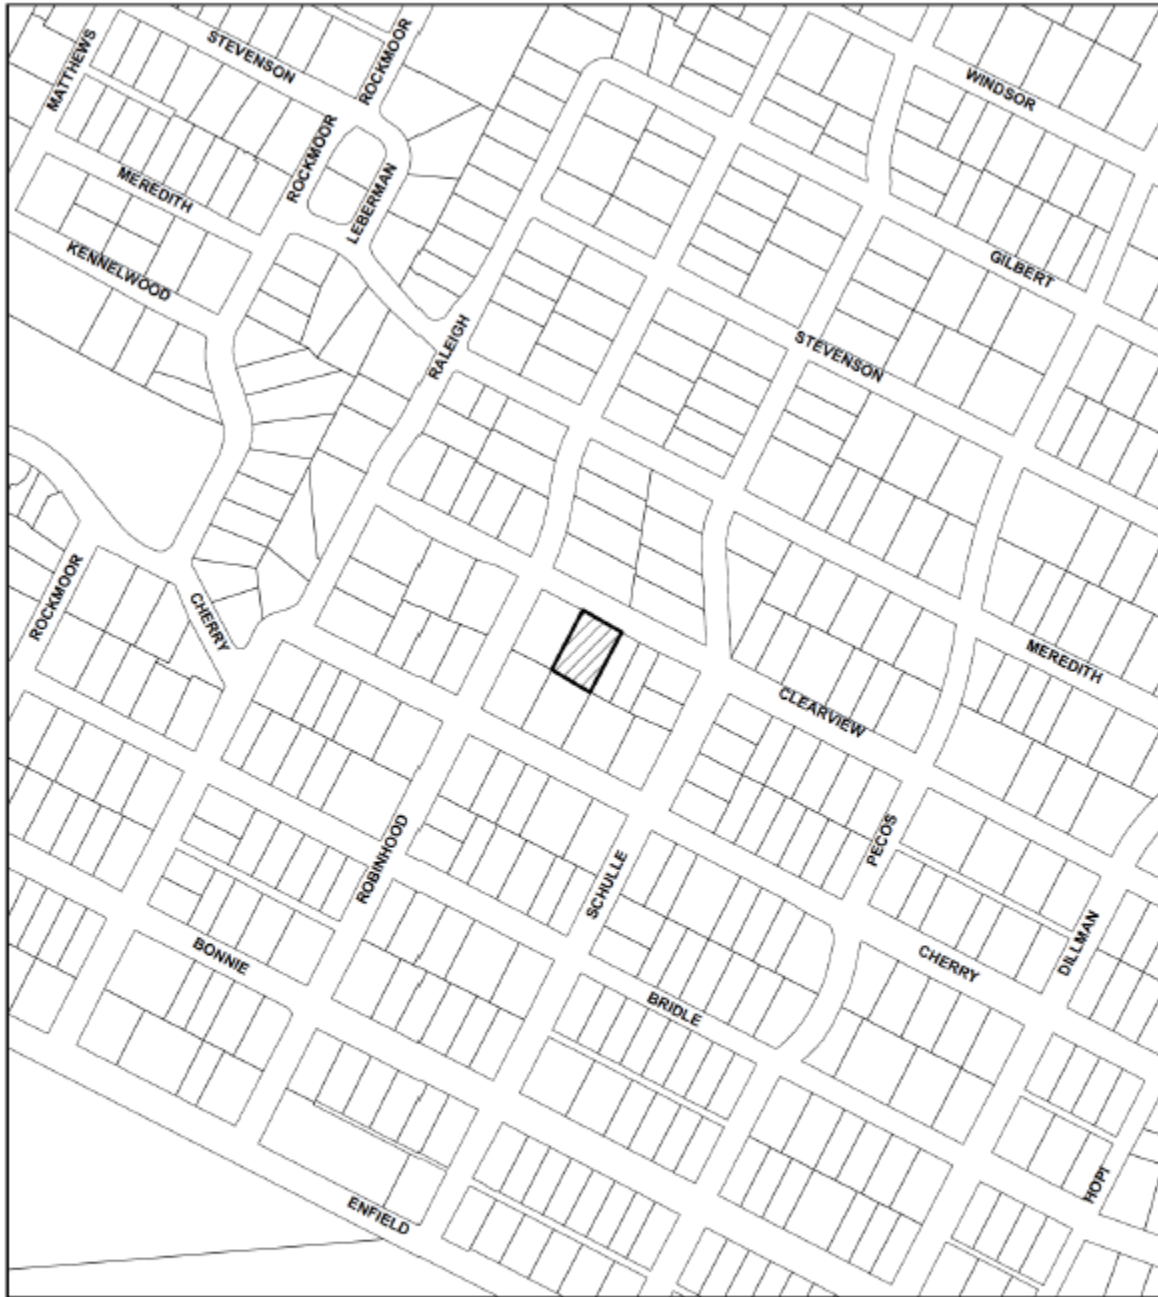 MATTHEWS
STEVENSON
ROCKMOOR
WINDSOR
ROCKMOOR
MEREDITH
LEBERMAN
KENNELWOOD
GILBERT
RALEIGH
STEVENSON
ROCKMOOR
CHERRY
MEREDITH
CLEARVIEW
ROBINHOOD
PECOS
SCHULLE
BONNIE
DILLMAN
CHERRY
BRIDLE
HOPI
ENFIELD